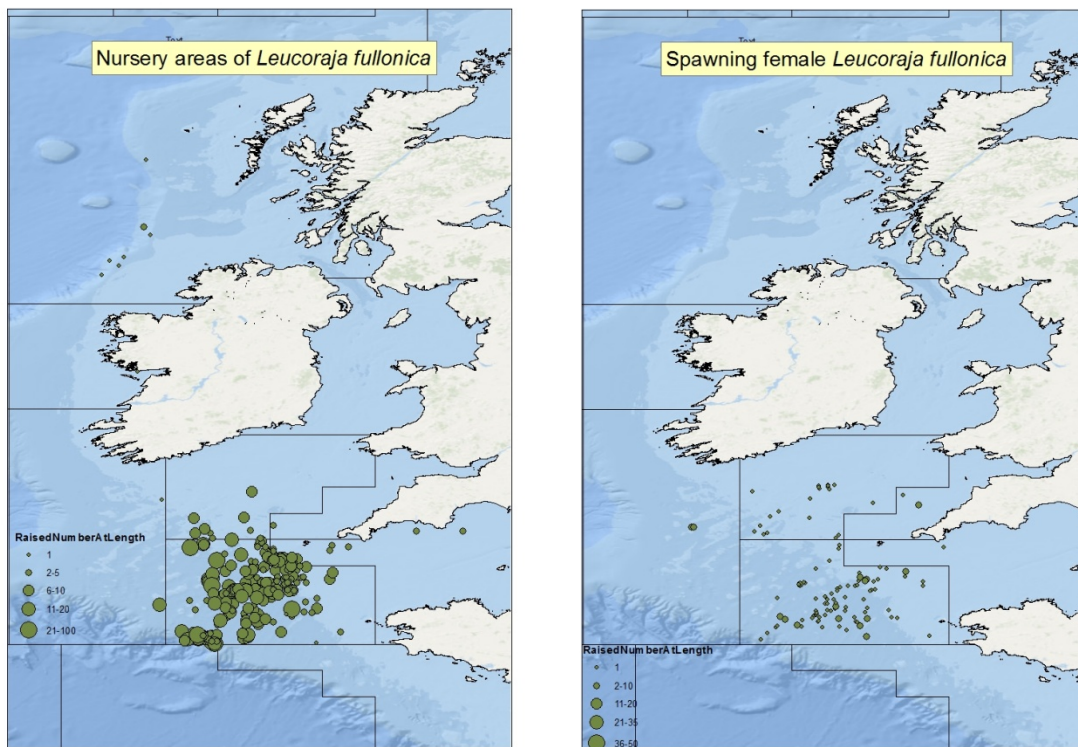 Nursery areas of Leucoraja fullonica
RaisedNumberAtLength
1
2-5
6-10
11-20
21-100
Spawning female Leucoraja fullonica
RaisedNumberAtLength
1
2-10
11-20
21-35
36-50